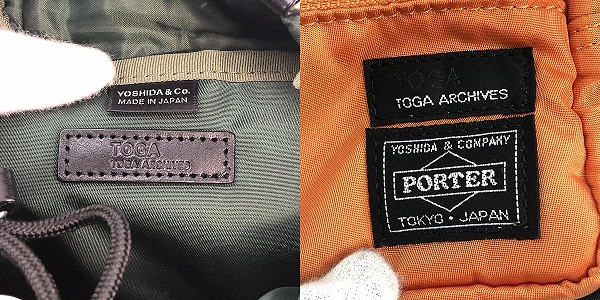 YOSHIDA & Co.
MADE IN JAPAN
TOGA
TOGA ARCHIVES
TOGA
TOGA ARCHIVES
YOSHIDA & COMPANY
PORTER
TOKYO・JAPAN